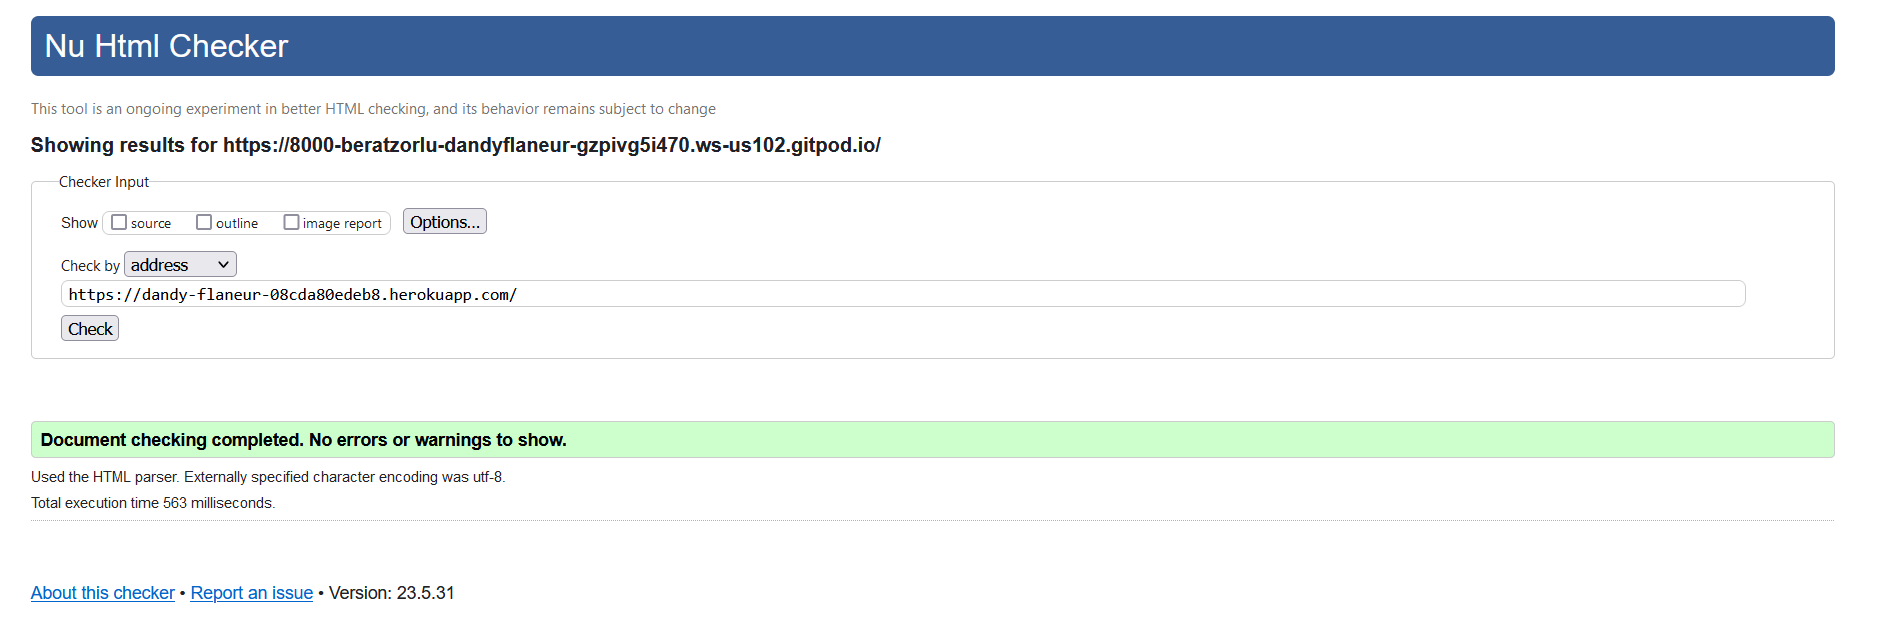 Nu Html Checker
This tool is an ongoing experiment in better HTML checking, and its behavior remains subject to change
Showing results for https://8000-beratzorlu-dandyflaneur-gzpivg5i470.ws-us102.gitpod.io/
Checker Input
Show source outline image report Options...
Check by address
https://dandy-flaneur-08cda80edeb8.herokuapp.com/
Check
Document checking completed. No errors or warnings to show.
Used the HTML parser. Externally specified character encoding was utf-8.
Total execution time 563 milliseconds.
About this checker • Report an issue • Version: 23.5.31